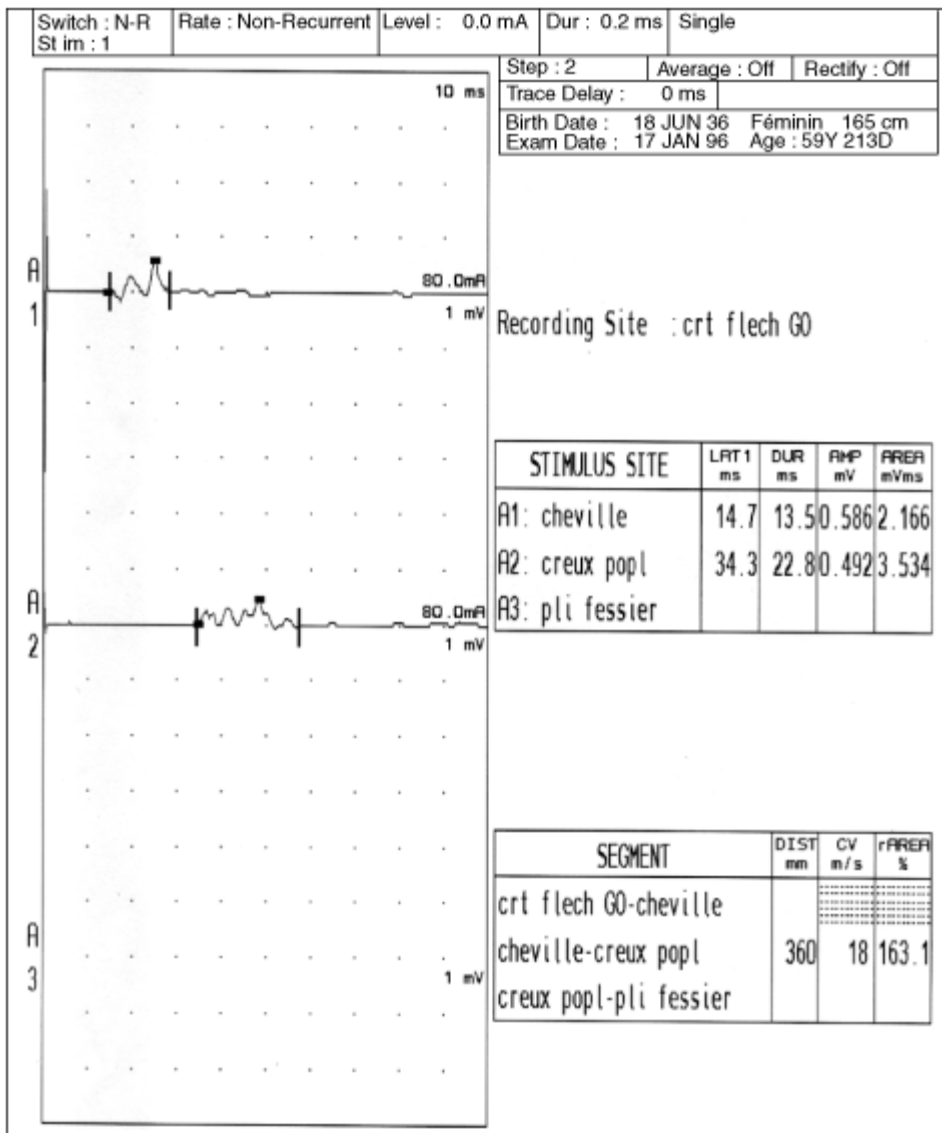 Switch : N-R Rate : Non-Recurrent Level : 0.0 mA Dur : 0.2 ms Single
St im : 1
Step : 2 Average : Off Rectify : Off
Trace Delay : 0 ms
Birth Date : 18 JUN 36 Féminin 165 cm
Exam Date : 17 JAN 96 Age : 59Y 213D
10 ms
A 1
80.0mA
1 mV
Recording Site : crt flech GO
STIMULUS SITE LAT1 ms DUR ms AMP mV AREA mVms
A1: cheville 14.7 13.5 0.586 2.166
A2: creux popl 34.3 22.8 0.492 3.534
A3: pli fessier
A 2
80.0mA
1 mV
SEGMENT DIST mm CV m/s rAREA %
crt flech GO-cheville
cheville-creux popl 360 18 163.1
creux popl-pli fessier
A 3
1 mV